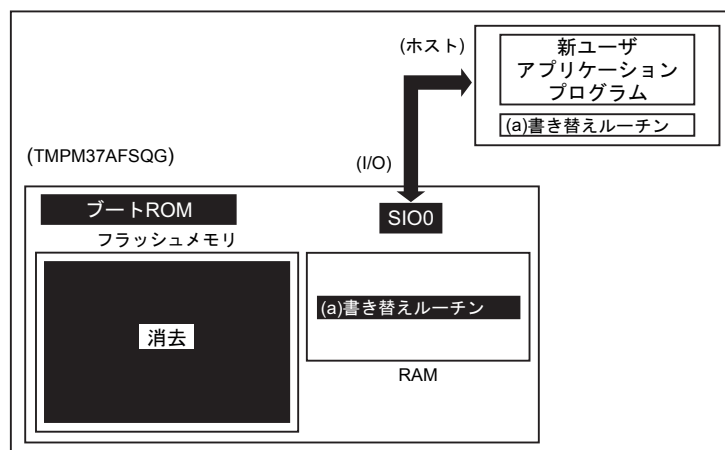 (ホスト)
新ユーザ
アプリケーション
プログラム
(a)書き替えルーチン
(TMPM37AFSQG)
(I/O)
ブートROM
SIO0
フラッシュメモリ
消去
(a)書き替えルーチン
RAM